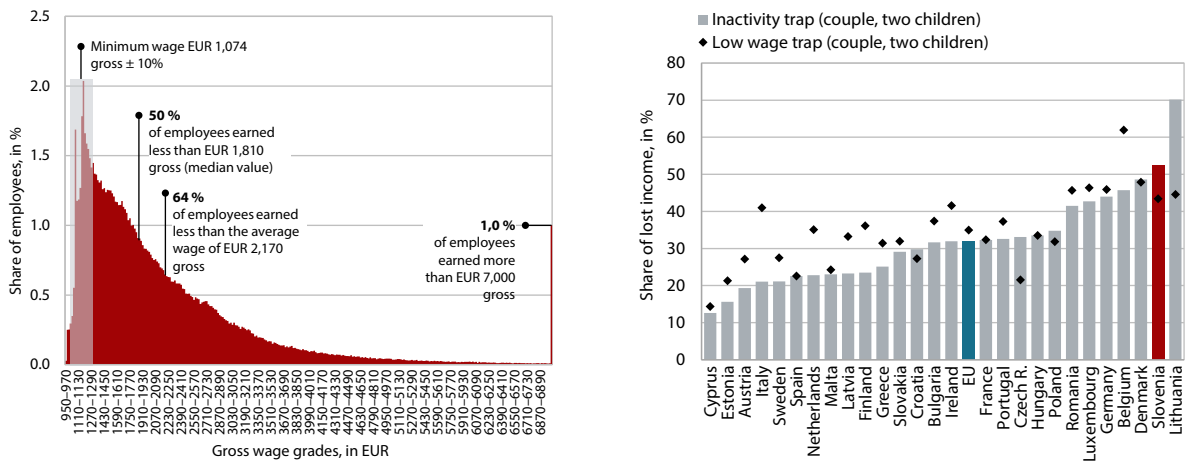 2.5
2.0
1.5
1.0
0.5
0.0
Share of employees, in %
Minimum wage EUR 1,074
gross ± 10%
50 %
of employees earned
less than EUR 1,810
gross (median value)
64 %
of employees earned
less than the average
wage of EUR 2,170
gross
1,0 %
of employees
earned more
than EUR 7,000
gross
950–970
1110–1130
1270–1290
1430–1450
1590–1610
1750–1770
1910–1930
2070–2090
2230–2250
2390–2410
2550–2570
2710–2730
2870–2890
3030–3050
3190–3210
3350–3370
3510–3530
3670–3690
3830–3850
3990–4010
4150–4170
4310–4330
4470–4490
4630–4650
4790–4810
4950–4970
5110–5130
5270–5290
5430–5450
5590–5610
5750–5770
5910–5930
6070–6090
6230–6250
6390–6410
6550–6570
6710–6730
6870–6890
Gross wage grades, in EUR
Inactivity trap (couple, two children)
Low wage trap (couple, two children)
80
70
60
50
40
30
20
10
0
Share of lost income, in %
Cyprus
Estonia
Austria
Italy
Sweden
Spain
Netherlands
Malta
Latvia
Finland
Greece
Slovakia
Croatia
Bulgaria
Ireland
EU
France
Portugal
Czech R.
Hungary
Poland
Romania
Luxembourg
Germany
Belgium
Denmark
Slovenia
Lithuania